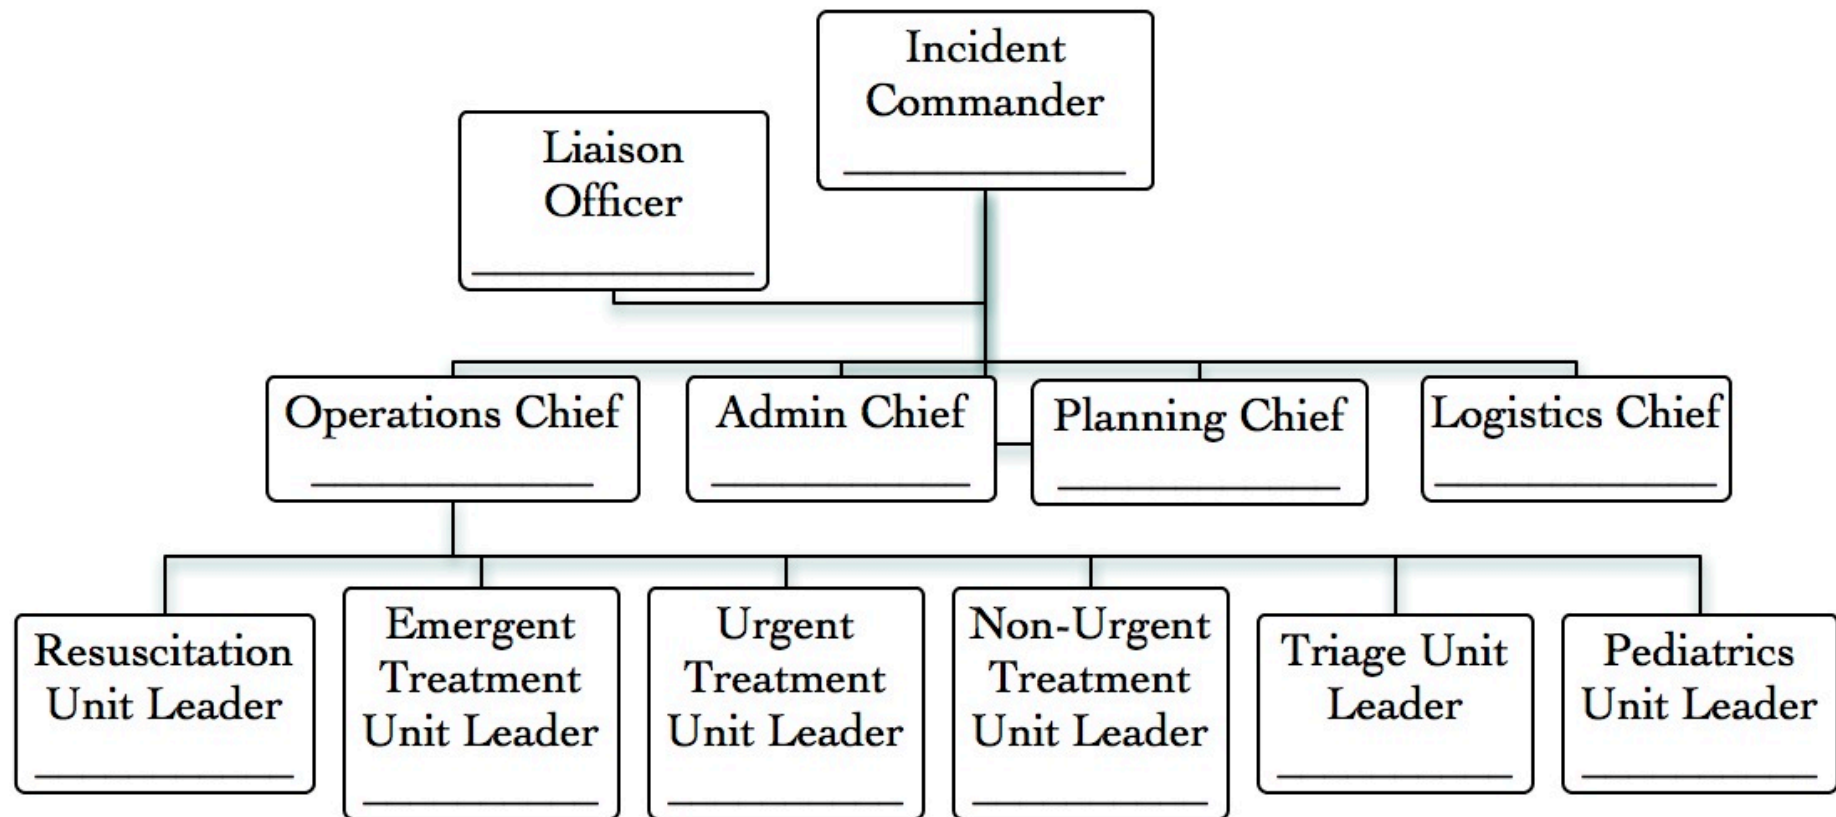 Incident
Commander
Liaison
Officer
Operations Chief
Admin Chief
Planning Chief
Logistics Chief
Resuscitation
Unit Leader
Emergent
Treatment
Unit Leader
Urgent
Treatment
Unit Leader
Non-Urgent
Treatment
Unit Leader
Triage Unit
Leader
Pediatrics
Unit Leader